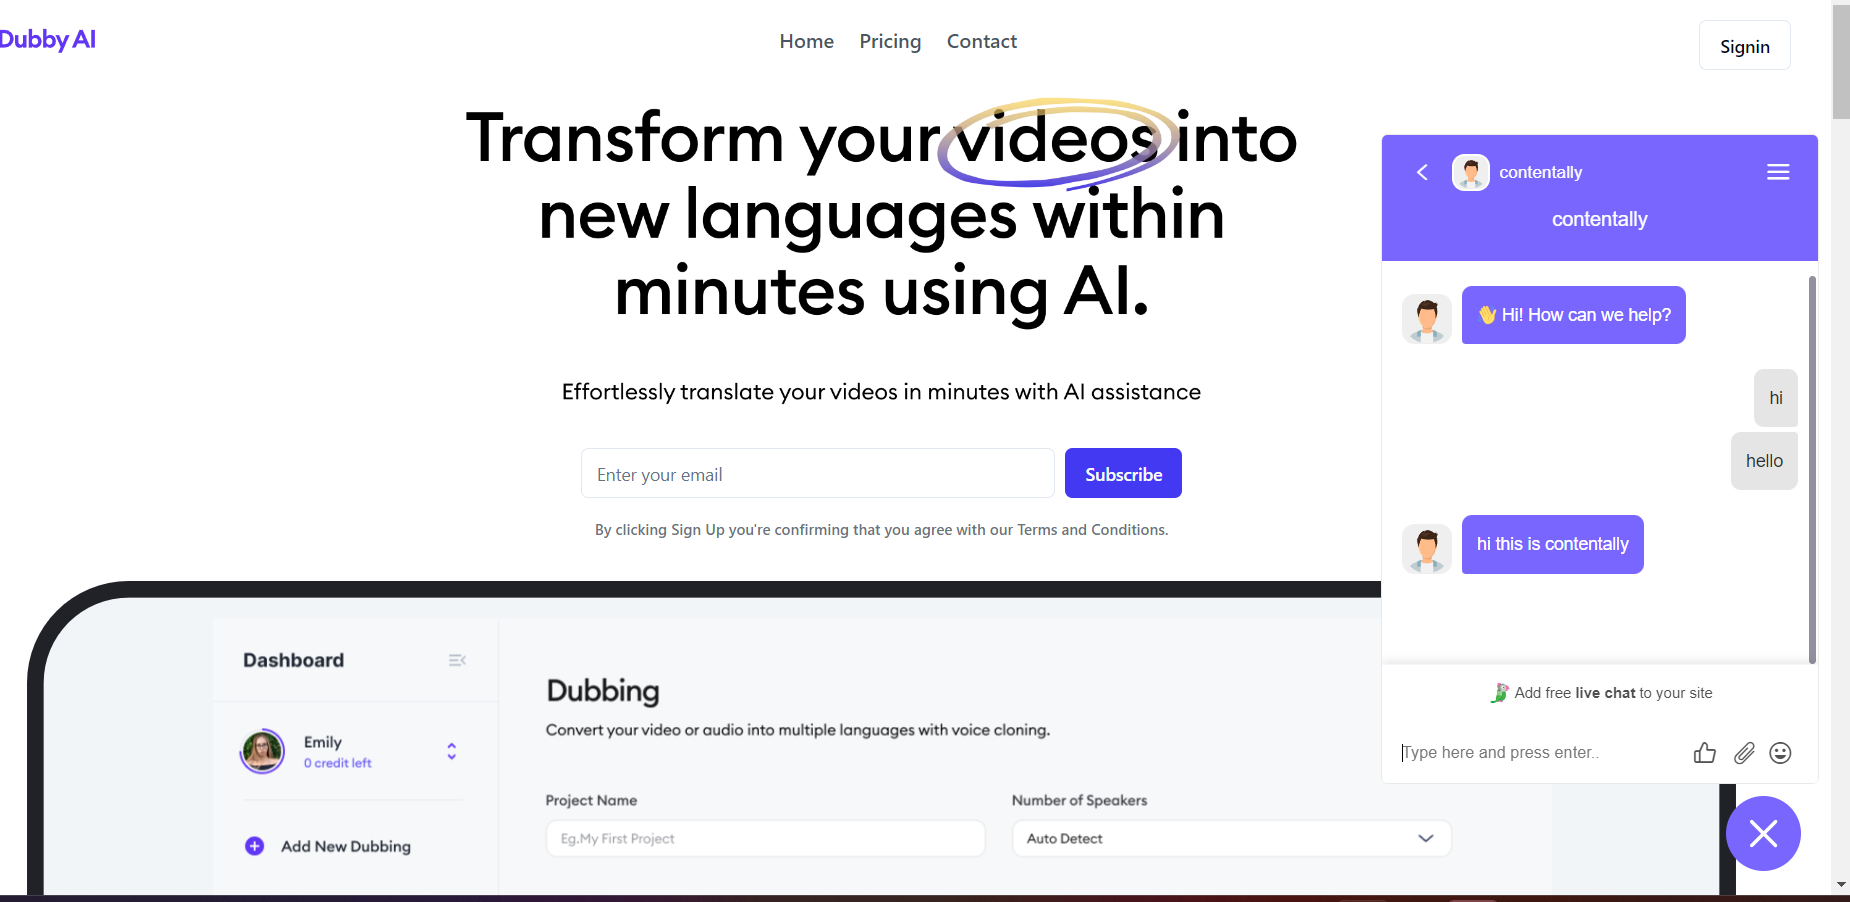 Dubby AI
Home Pricing Contact
Signin
Transform your videos into
new languages within
minutes using AI.
Effortlessly translate your videos in minutes with AI assistance
Enter your email
Subscribe
By clicking Sign Up you're confirming that you agree with our Terms and Conditions.
Dashboard
Emily
0 credit left
Add New Dubbing
Dubbing
Convert your video or audio into multiple languages with voice cloning.
Project Name
Eg.My First Project
Number of Speakers
Auto Detect
contentally
contentally
👋 Hi! How can we help?
hi
hello
hi this is contentally
Add free live chat to your site
Type here and press enter..